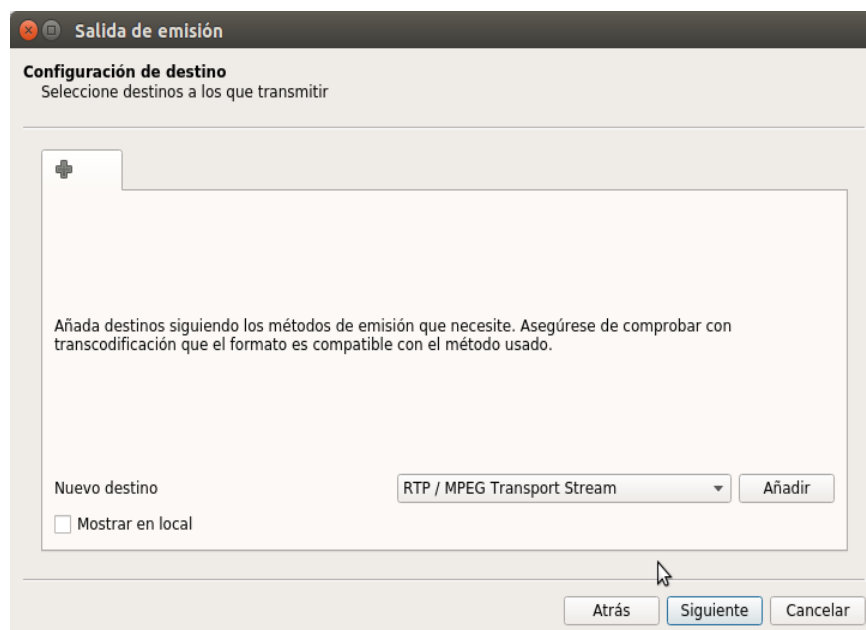 Salida de emisión
Configuración de destino
Seleccione destinos a los que transmitir
Añada destinos siguiendo los métodos de emisión que necesite. Asegúrese de comprobar con
transcodificación que el formato es compatible con el método usado.
Nuevo destino RTP / MPEG Transport Stream Añadir
Mostrar en local
Atrás Siguiente Cancelar